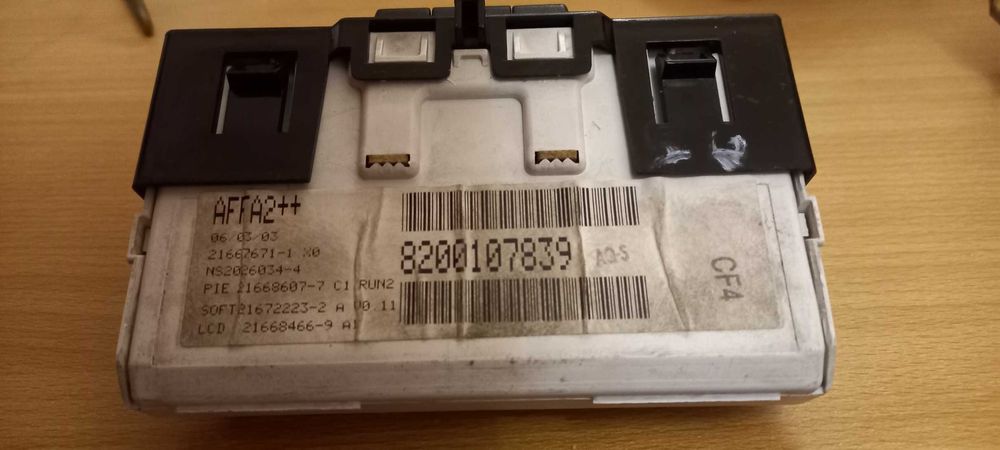 AFFA2++
06/03/03
21667671-1 X0
NS2026034-4
PIE 21668607-7 C1 RUN2
SOFT21672223-2 A V0.11
LCD 21668466-9 A1
8200107839
AQ-S
CF4